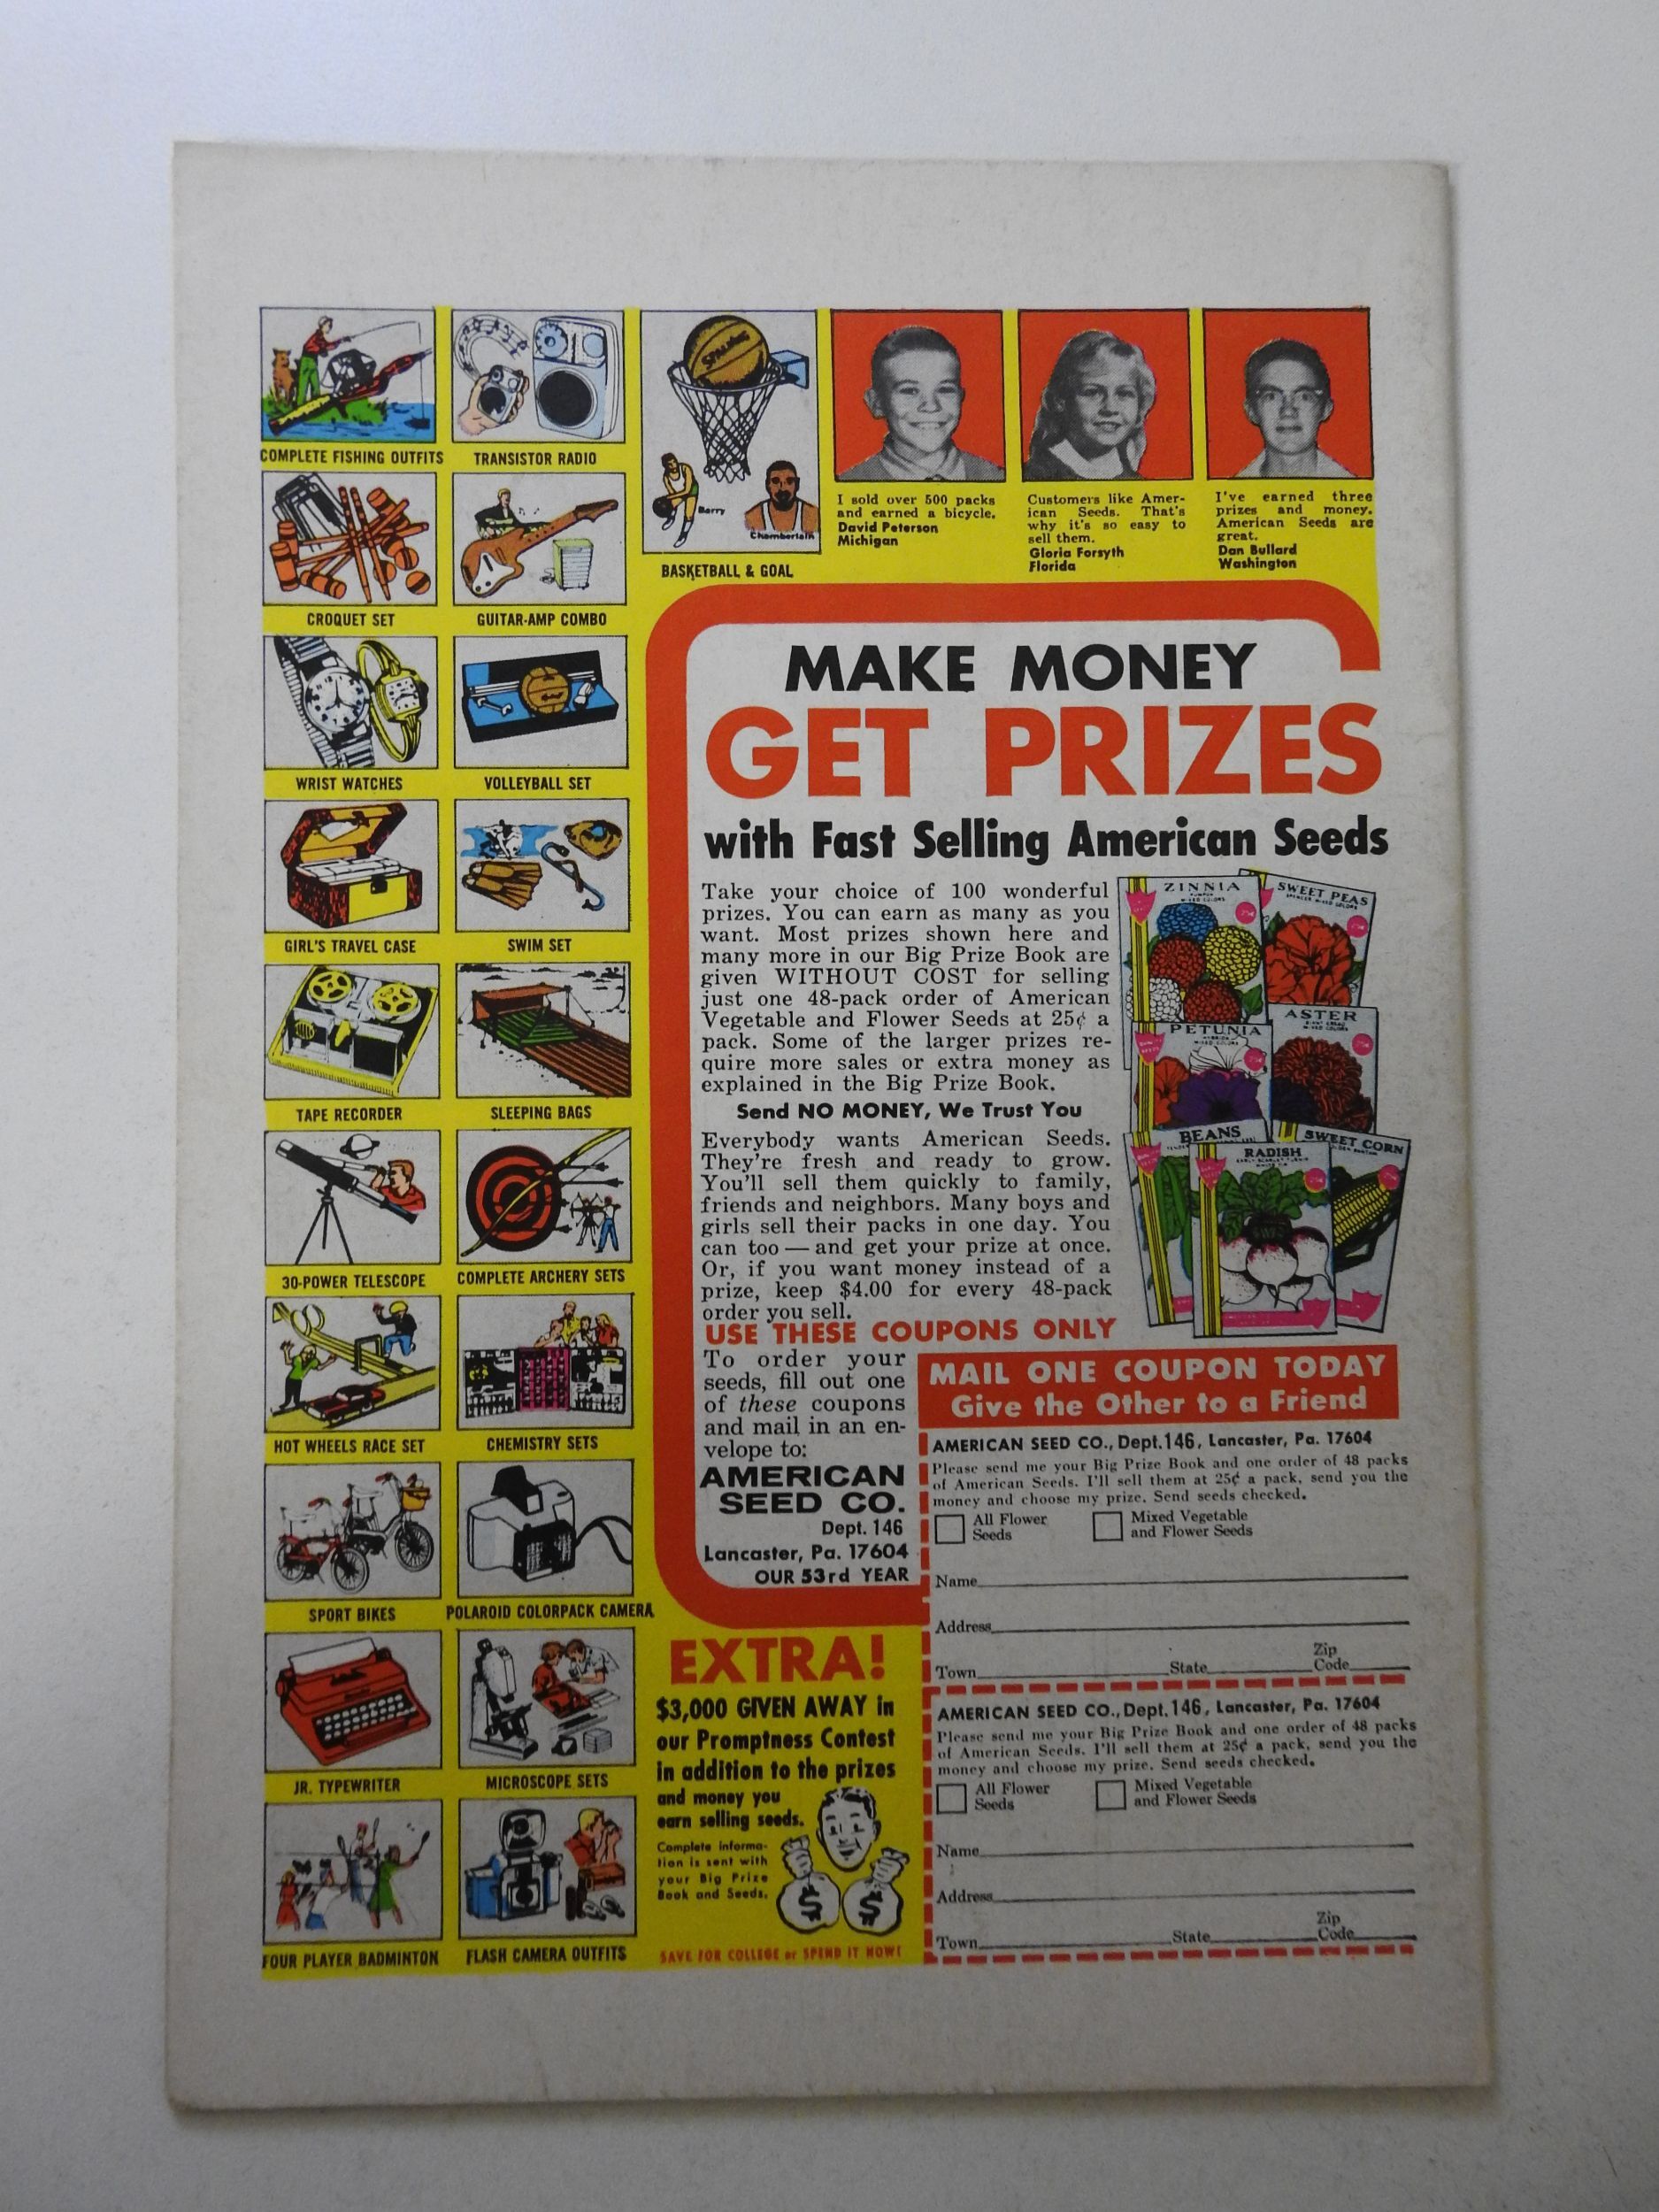 COMPLETE FISHING OUTFITS
TRANSISTOR RADIO
SPALDING
Barry
Chamberlain
BASKETBALL & GOAL
I sold over 500 packs
and earned a bicycle.
David Peterson
Michigan
Customers like Amer-
ican Seeds. That's
why it's so easy to
sell them.
Gloria Forsyth
Florida
I've earned three
prizes and money.
American Seeds are
great.
Dan Bullard
Washington
CROQUET SET
GUITAR-AMP COMBO
WRIST WATCHES
VOLLEYBALL SET
GIRL'S TRAVEL CASE
SWIM SET
TAPE RECORDER
SLEEPING BAGS
30-POWER TELESCOPE
COMPLETE ARCHERY SETS
HOT WHEELS RACE SET
CHEMISTRY SETS
SPORT BIKES
POLAROID COLORPACK CAMERA
JR. TYPEWRITER
MICROSCOPE SETS
FOUR PLAYER BADMINTON
FLASH CAMERA OUTFITS
MAKE MONEY
GET PRIZES
with Fast Selling American Seeds
Take your choice of 100 wonderful
prizes. You can earn as many as you
want. Most prizes shown here and
many more in our Big Prize Book are
given WITHOUT COST for selling
just one 48-pack order of American
Vegetable and Flower Seeds at 25¢ a
pack. Some of the larger prizes re-
quire more sales or extra money as
explained in the Big Prize Book.
Send NO MONEY, We Trust You
Everybody wants American Seeds.
They're fresh and ready to grow.
You'll sell them quickly to family,
friends and neighbors. Many boys and
girls sell their packs in one day. You
can too — and get your prize at once.
Or, if you want money instead of a
prize, keep $4.00 for every 48-pack
order you sell.
ZINNIA
MIXED COLORS
SWEET PEAS
SPENCER MIXED COLORS
PETUNIA
MIXED COLORS
ASTER
MIXED COLORS
BEANS
RADISH
SWEET CORN
USE THESE COUPONS ONLY
To order your
seeds, fill out one
of these coupons
and mail in an en-
velope to:
AMERICAN
SEED CO.
Dept. 146
Lancaster, Pa. 17604
OUR 53rd YEAR
MAIL ONE COUPON TODAY
Give the Other to a Friend
AMERICAN SEED CO., Dept. 146, Lancaster, Pa. 17604
Please send me your Big Prize Book and one order of 48 packs
of American Seeds. I'll sell them at 25¢ a pack, send you the
money and choose my prize. Send seeds checked.
All Flower
Seeds
Mixed Vegetable
and Flower Seeds
Name
Address
Town State Zip Code
AMERICAN SEED CO., Dept. 146, Lancaster, Pa. 17604
Please send me your Big Prize Book and one order of 48 packs
of American Seeds. I'll sell them at 25¢ a pack, send you the
money and choose my prize. Send seeds checked.
All Flower
Seeds
Mixed Vegetable
and Flower Seeds
Name
Address
Town State Zip Code
EXTRA!
$3,000 GIVEN AWAY in
our Promptness Contest
in addition to the prizes
and money you
earn selling seeds.
Complete informa-
tion is sent with
your Big Prize
Book and Seeds.
$ $
SAVE FOR COLLEGE or SPEND IT NOW!